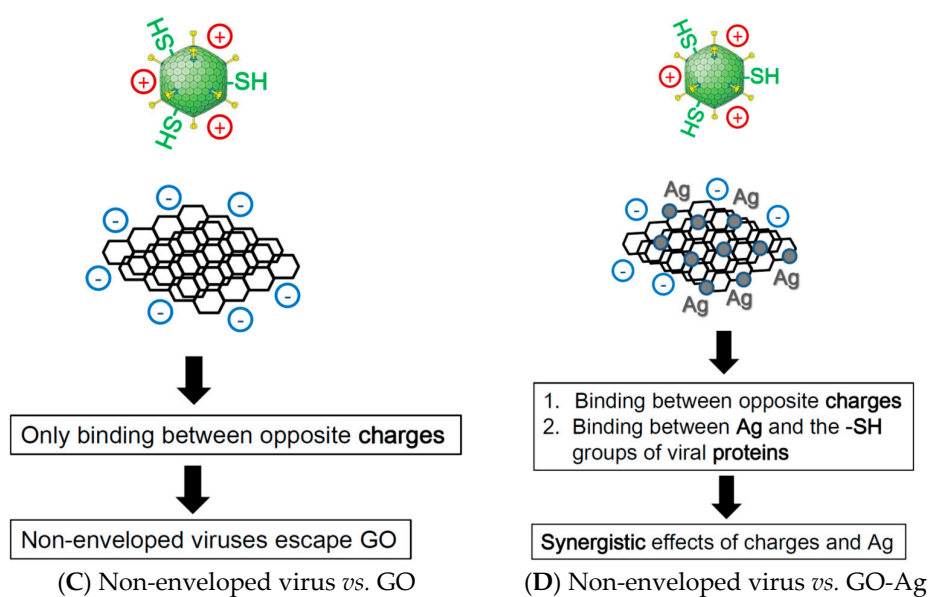 HS
-SH
SH
+
+
+
-
-
-
-
-
-
-
-
Only binding between opposite charges
Non-enveloped viruses escape GO
(C) Non-enveloped virus vs. GO
HS
-SH
SH
+
+
+
Ag
-
Ag
-
-
-
-
Ag
Ag
Ag
1. Binding between opposite charges
2. Binding between Ag and the -SH
groups of viral proteins
Synergistic effects of charges and Ag
(D) Non-enveloped virus vs. GO-Ag